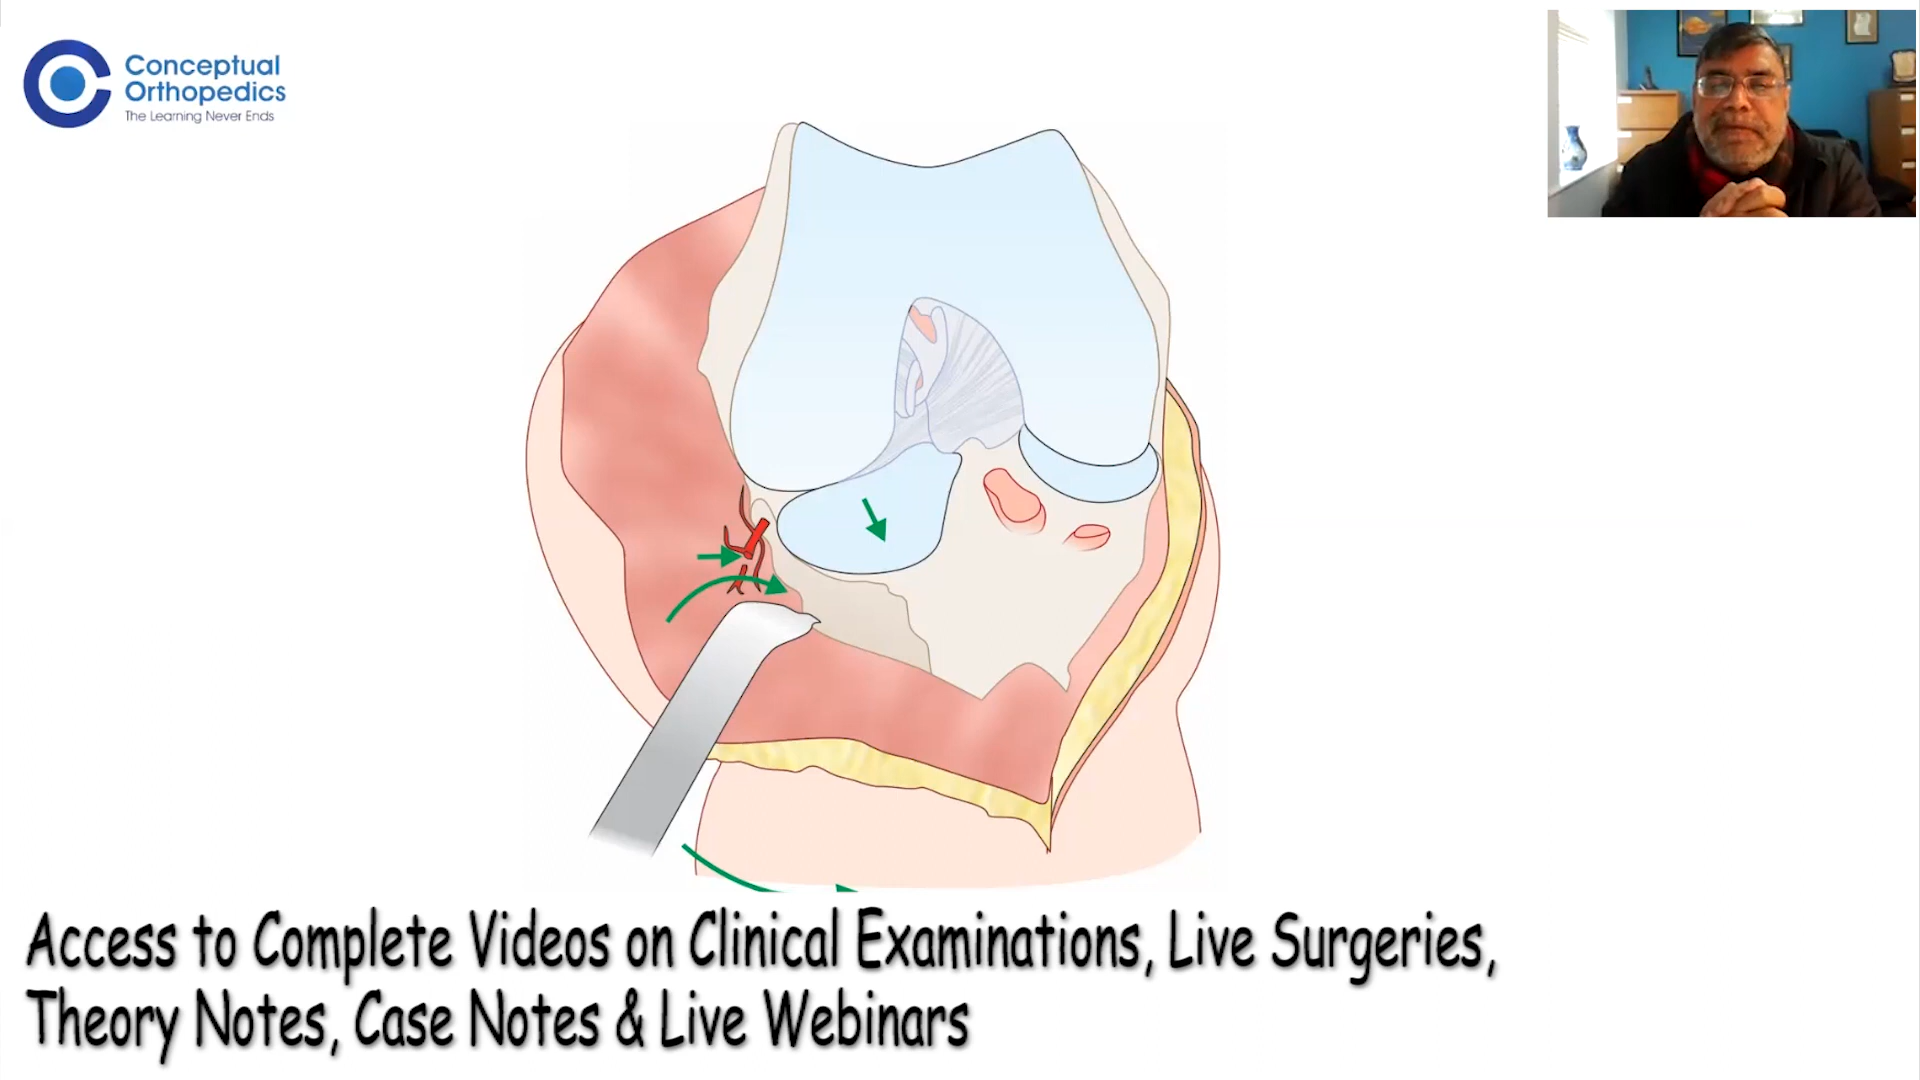 Conceptual
Orthopedics
The Learning Never Ends
Access to Complete Videos on Clinical Examinations, Live Surgeries,
Theory Notes, Case Notes & Live Webinars